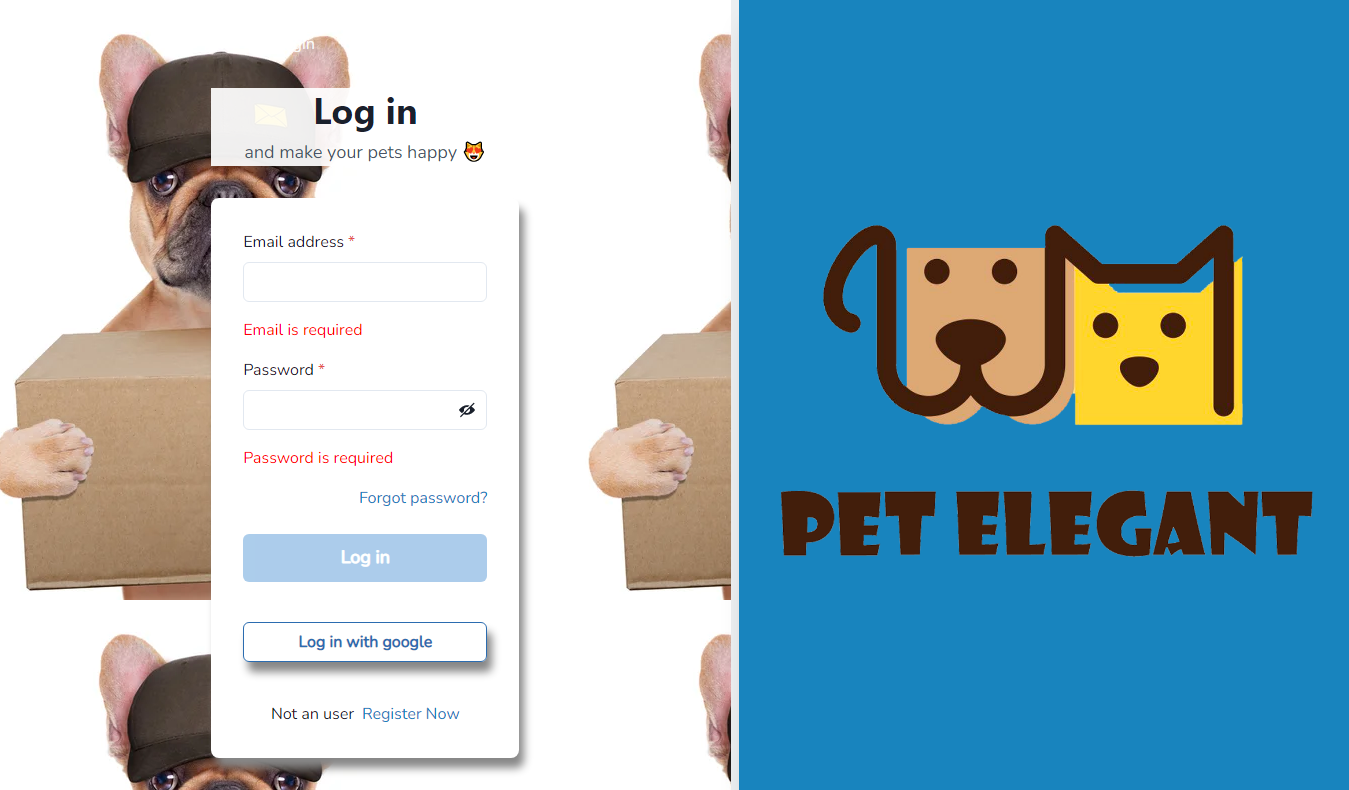 Log in
and make your pets happy 😻
Email address *
Email is required
Password *
Password is required
Forgot password?
Log in
Log in with google
Not an user Register Now
PET ELEGANT